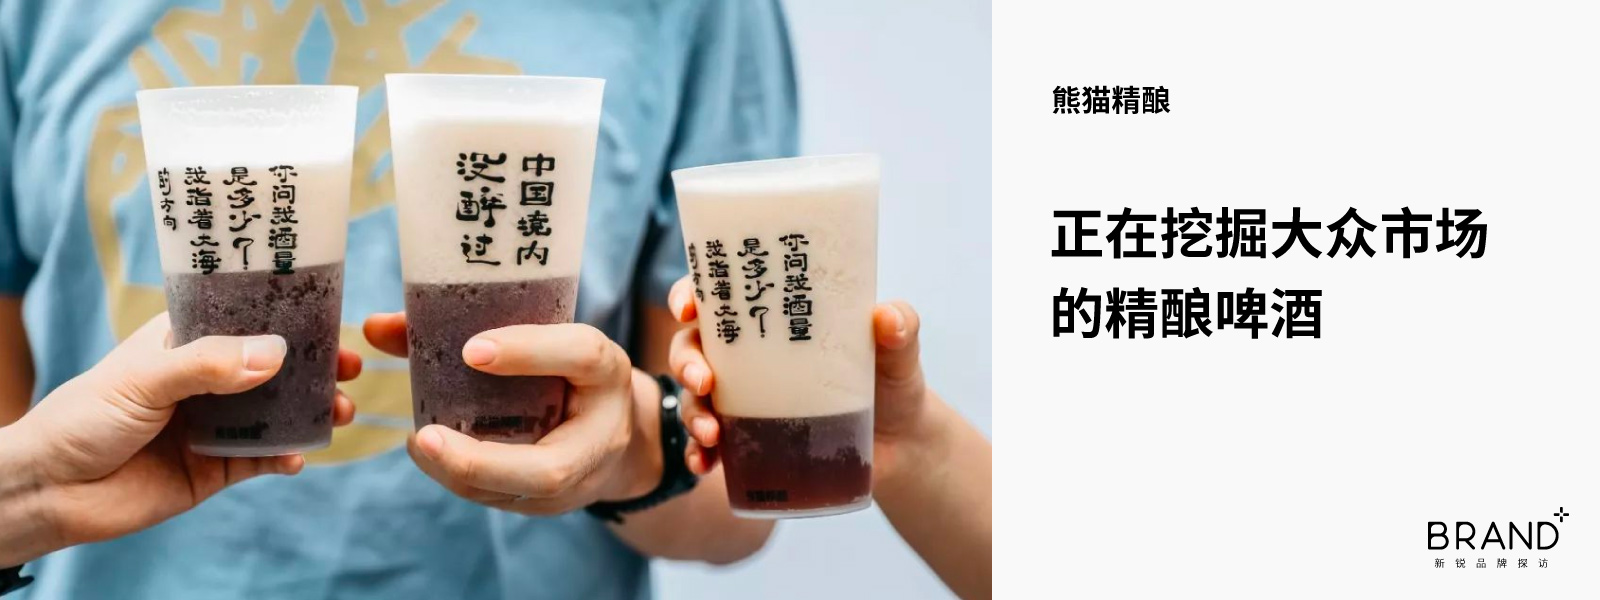 你问我酒量
是多少？
我指着大海
的方向
中国境内
没醉过
你问我酒量
是多少？
我指着大海
的方向
熊猫精酿
正在挖掘大众市场
的精酿啤酒
BRAND
新锐品牌探访